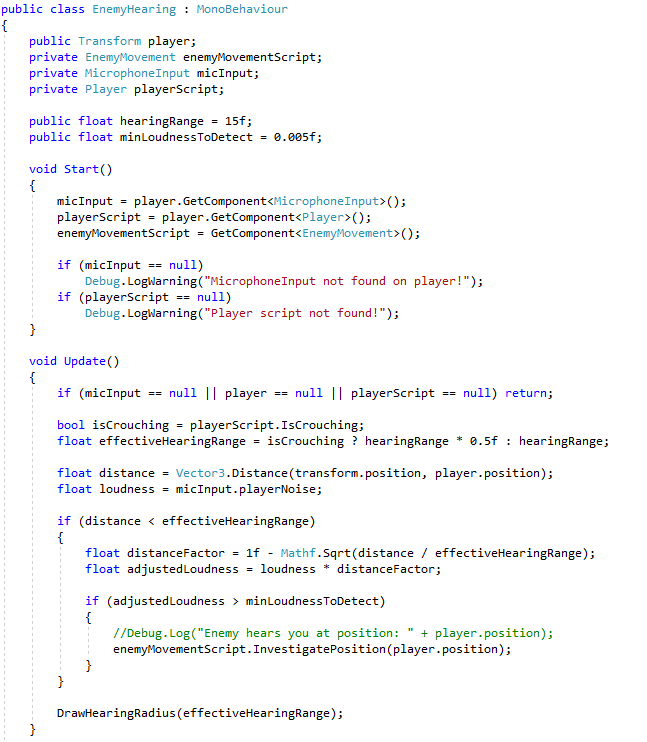 public class EnemyHearing : MonoBehaviour
{
    public Transform player;
    private EnemyMovement enemyMovementScript;
    private MicrophoneInput micInput;
    private Player playerScript;

    public float hearingRange = 15f;
    public float minLoudnessToDetect = 0.005f;

    void Start()
    {
        micInput = player.GetComponent<MicrophoneInput>();
        playerScript = player.GetComponent<Player>();
        enemyMovementScript = GetComponent<EnemyMovement>();

        if (micInput == null)
            Debug.LogWarning("MicrophoneInput not found on player!");
        if (playerScript == null)
            Debug.LogWarning("Player script not found!");
    }

    void Update()
    {
        if (micInput == null || player == null || playerScript == null) return;

        bool isCrouching = playerScript.IsCrouching;
        float effectiveHearingRange = isCrouching ? hearingRange * 0.5f : hearingRange;

        float distance = Vector3.Distance(transform.position, player.position);
        float loudness = micInput.playerNoise;

        if (distance < effectiveHearingRange)
        {
            float distanceFactor = 1f - Mathf.Sqrt(distance / effectiveHearingRange);
            float adjustedLoudness = loudness * distanceFactor;

            if (adjustedLoudness > minLoudnessToDetect)
            {
                //Debug.Log("Enemy hears you at position: " + player.position);
                enemyMovementScript.InvestigatePosition(player.position);
            }
        }

        DrawHearingRadius(effectiveHearingRange);
    }